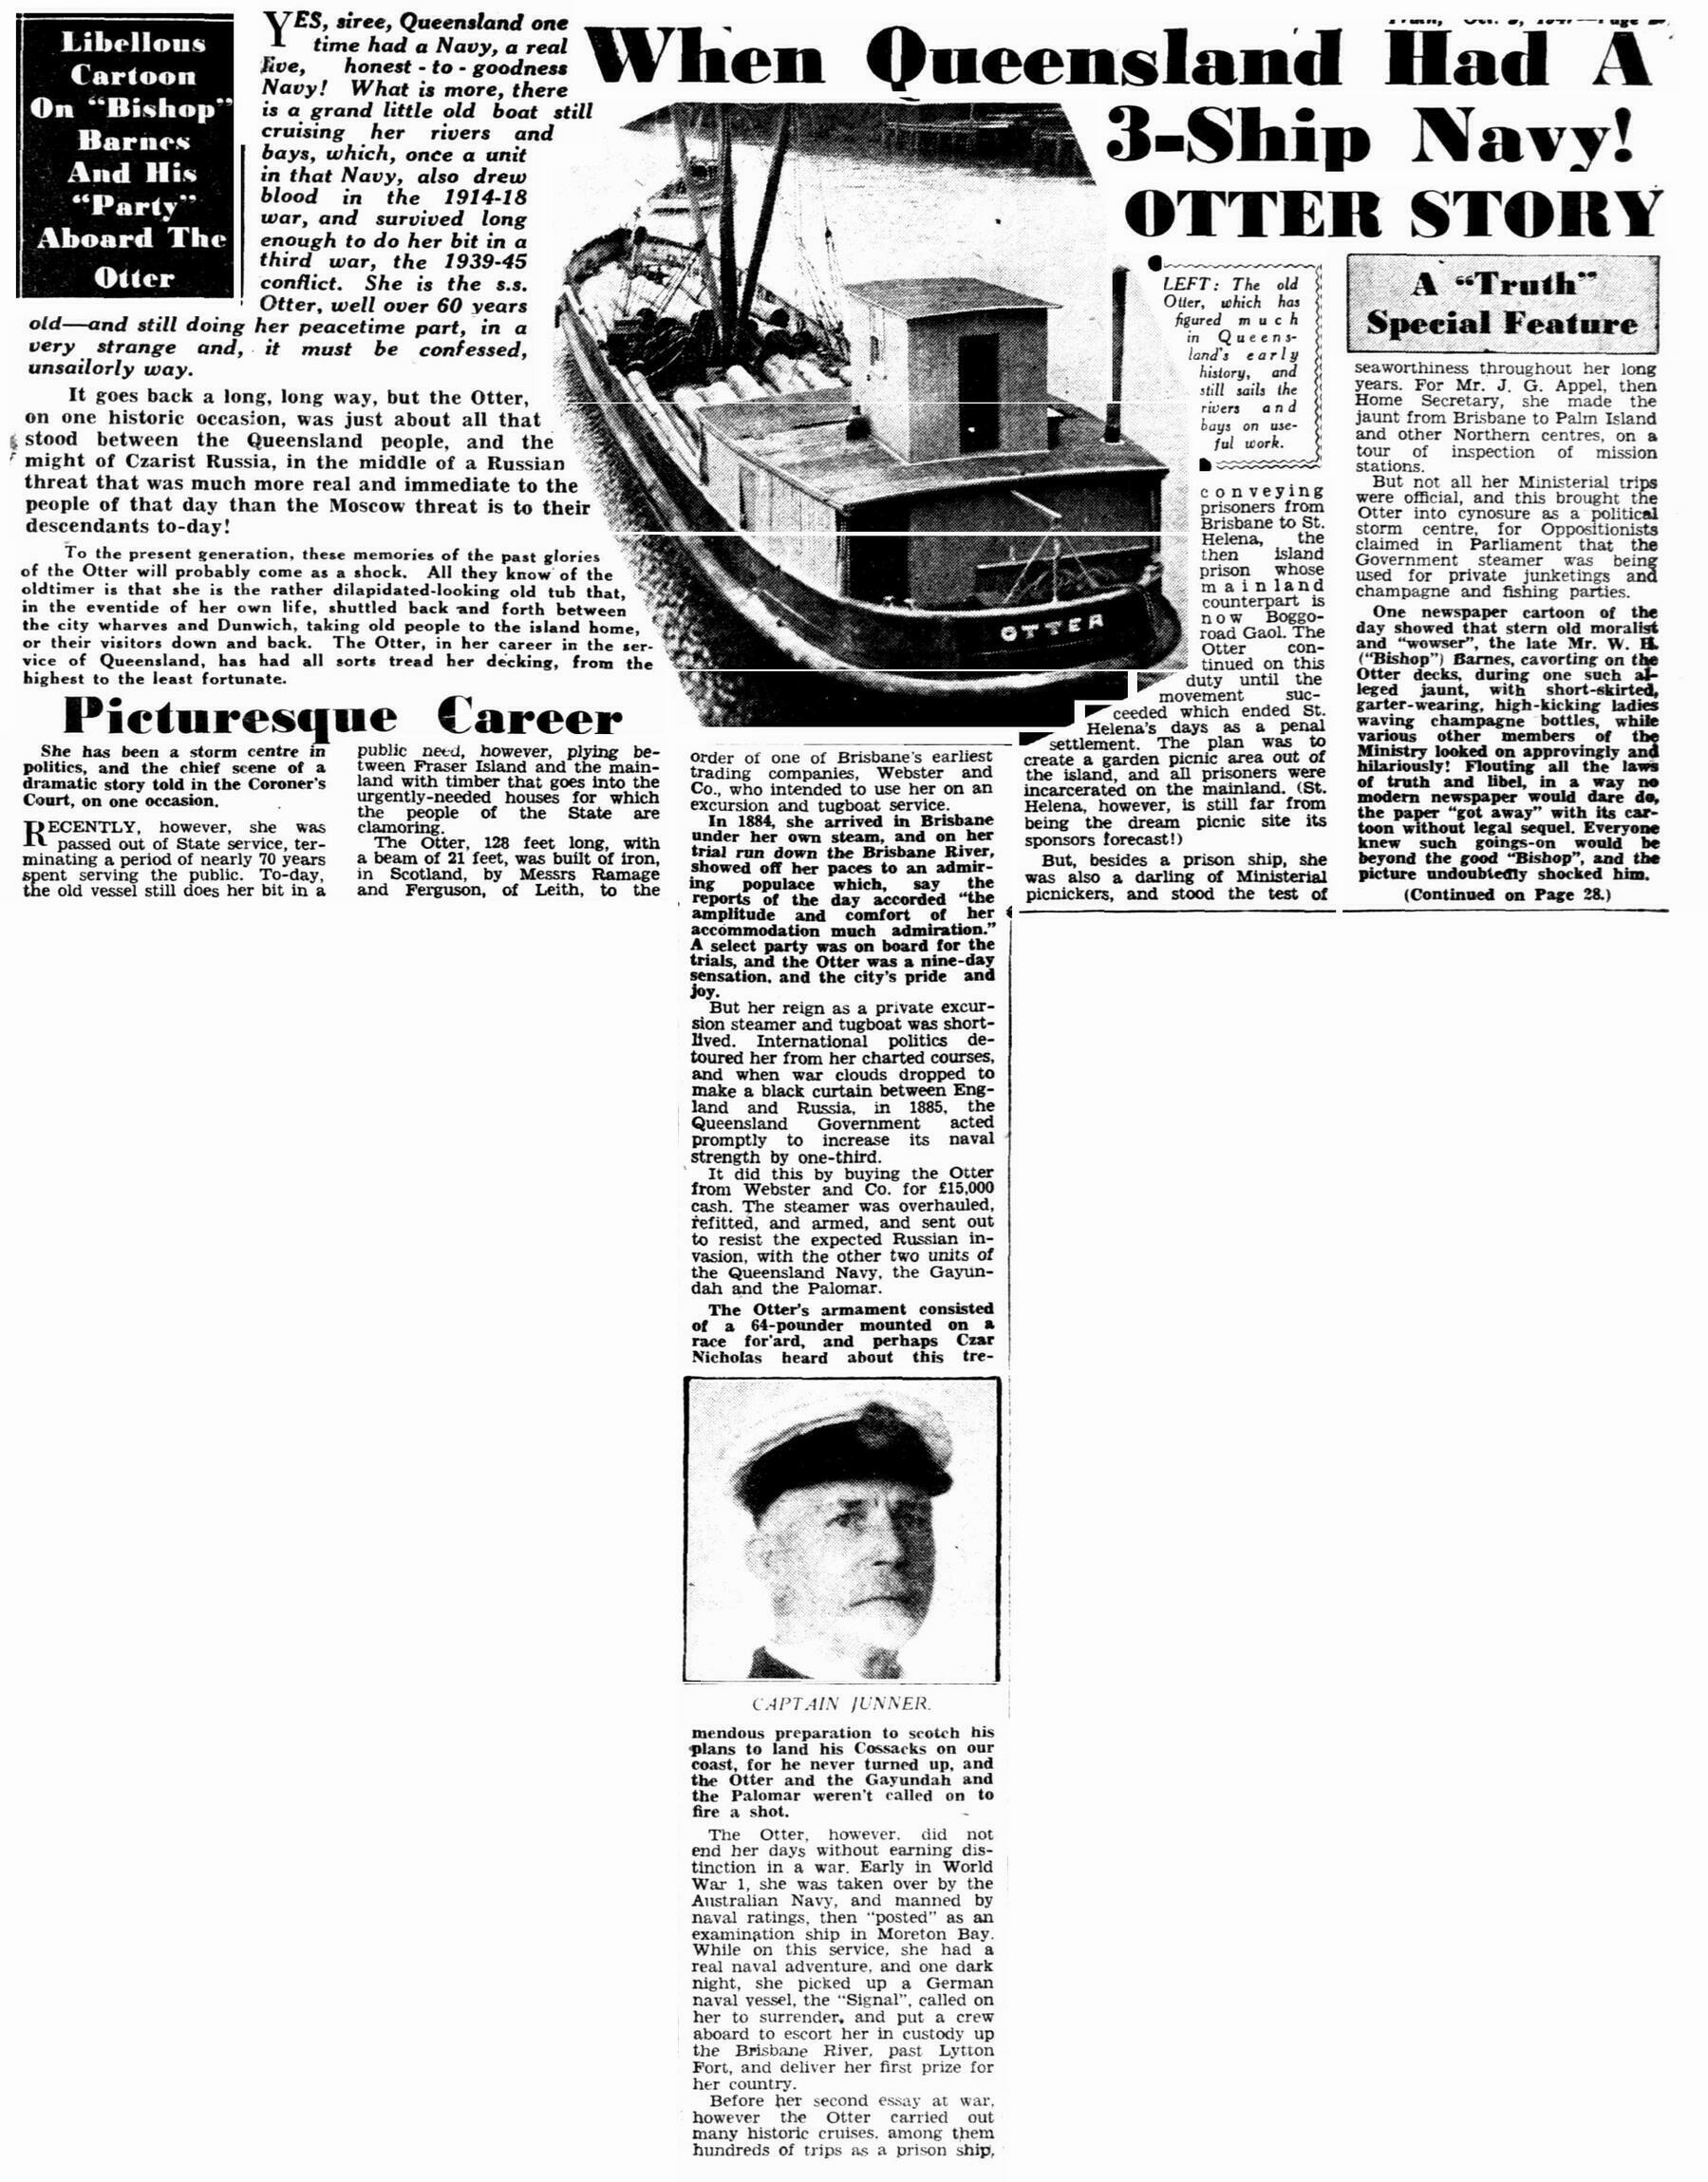 When Queensland Had A
3-Ship Navy!
OTTER STORY
Libellous
Cartoon
On “Bishop”
Barnes
And His
“Party”
Aboard The
Otter
YES, siree, Queensland one
time had a Navy, a real
live, honest - to - goodness
Navy! What is more, there
is a grand little old boat still
cruising her rivers and
bays, which, once a unit
in that Navy, also drew
blood in the 1914-18
war, and survived long
enough to do her bit in a
third war, the 1939-45
conflict. She is the s.s.
Otter, well over 60 years
old—and still doing her peacetime part, in a
very strange and, it must be confessed,
unsailorly way.
It goes back a long, long way, but the Otter,
on one historic occasion, was just about all that
stood between the Queensland people, and the
might of Czarist Russia, in the middle of a Russian
threat that was much more real and immediate to the
people of that day than the Moscow threat is to their
descendants to-day!
To the present generation, these memories of the past glories
of the Otter will probably come as a shock. All they know of the
oldtimer is that she is the rather dilapidated-looking old tub that,
in the eventide of her own life, shuttled back and forth between
the city wharves and Dunwich, taking old people to the island home,
or their visitors down and back. The Otter, in her career in the ser-
vice of Queensland, has had all sorts tread her decking, from the
highest to the least fortunate.
Picturesque Career
She has been a storm centre in
politics, and the chief scene of a
dramatic story told in the Coroner's
Court, on one occasion.
RECENTLY, however, she was
passed out of State service, ter-
minating a period of nearly 70 years
spent serving the public. To-day,
the old vessel still does her bit in a
public need, however, plying be-
tween Fraser Island and the main-
land with timber that goes into the
urgently-needed houses for which
the people of the State are
clamoring.
The Otter, 128 feet long, with
a beam of 21 feet, was built of iron,
in Scotland, by Messrs Ramage
and Ferguson, of Leith, to the
order of one of Brisbane's earliest
trading companies, Webster and
Co., who intended to use her on an
excursion and tugboat service.
In 1884, she arrived in Brisbane
under her own steam, and on her
trial run down the Brisbane River,
showed off her paces to an admir-
ing populace which, say the
reports of the day accorded “the
amplitude and comfort of her
accommodation much admiration.”
A select party was on board for the
trials, and the Otter was a nine-day
sensation, and the city's pride and
joy.
But her reign as a private excur-
sion steamer and tugboat was short-
lived. International politics de-
toured her from her charted courses,
and when war clouds dropped to
make a black curtain between Eng-
land and Russia, in 1885, the
Queensland Government acted
promptly to increase its naval
strength by one-third.
It did this by buying the Otter
from Webster and Co. for £15,000
cash. The steamer was overhauled,
refitted, and armed, and sent out
to resist the expected Russian in-
vasion, with the other two units of
the Queensland Navy, the Gayun-
dah and the Palomar.
The Otter's armament consisted
of a 64-pounder mounted on a
race for'ard, and perhaps Czar
Nicholas heard about this tre-
CAPTAIN JUNNER.
mendous preparation to scotch his
plans to land his Cossacks on our
coast, for he never turned up, and
the Otter and the Gayundah and
the Palomar weren't called on to
fire a shot.
The Otter, however, did not
end her days without earning dis-
tinction in a war. Early in World
War 1, she was taken over by the
Australian Navy, and manned by
naval ratings, then “posted” as an
examination ship in Moreton Bay.
While on this service, she had a
real naval adventure, and one dark
night, she picked up a German
naval vessel, the “Signal”, called on
her to surrender, and put a crew
aboard to escort her in custody up
the Brisbane River, past Lytton
Fort, and deliver her first prize for
her country.
Before her second essay at war,
however the Otter carried out
many historic cruises, among them
hundreds of trips as a prison ship,
OTTER
LEFT: The old
Otter, which has
figured much
in Queens-
land's early
history, and
still sails the
rivers and
bays on use-
ful work.
conveying
prisoners from
Brisbane to St.
Helena, the
then island
prison whose
mainland
counterpart is
now Boggo-
road Gaol. The
Otter con-
tinued on this
duty until the
movement suc-
ceeded which ended St.
Helena's days as a penal
settlement. The plan was to
create a garden picnic area out of
the island, and all prisoners were
incarcerated on the mainland. (St.
Helena, however, is still far from
being the dream picnic site its
sponsors forecast!)
But, besides a prison ship, she
was also a darling of Ministerial
picnickers, and stood the test of
A “Truth”
Special Feature
seaworthiness throughout her long
years. For Mr. J. G. Appel, then
Home Secretary, she made the
jaunt from Brisbane to Palm Island
and other Northern centres, on a
tour of inspection of mission
stations.
But not all her Ministerial trips
were official, and this brought the
Otter into cynosure as a political
storm centre, for Oppositionists
claimed in Parliament that the
Government steamer was being
used for private junketings and
champagne and fishing parties.
One newspaper cartoon of the
day showed that stern old moralist
and “wowser”, the late Mr. W. H.
(“Bishop”) Barnes, cavorting on the
Otter decks, during one such al-
leged jaunt, with short-skirted,
garter-wearing, high-kicking ladies
waving champagne bottles, while
various other members of the
Ministry looked on approvingly and
hilariously! Flouting all the laws
of truth and libel, in a way no
modern newspaper would dare do,
the paper “got away” with its car-
toon without legal sequel. Everyone
knew such goings-on would be
beyond the good “Bishop”, and the
picture undoubtedly shocked him.
(Continued on Page 28.)